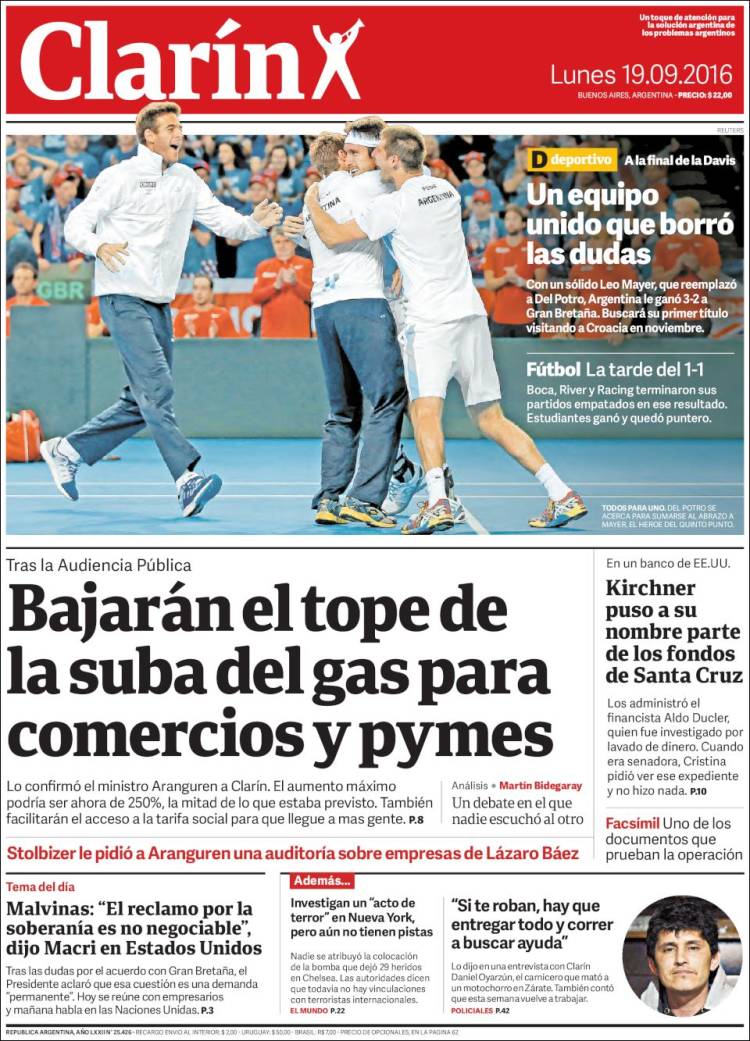 Clarín
Un toque de atención para
la solución argentina de
los problemas argentinos
Lunes 19.09.2016
BUENOS AIRES, ARGENTINA - PRECIO: $ 22,00
REUTERS
D deportivo A la final de la Davis
Un equipo
unido que borró
las dudas
Con un sólido Leo Mayer, que reemplazó
a Del Potro, Argentina le ganó 3-2 a
Gran Bretaña. Buscará su primer título
visitando a Croacia en noviembre.
Fútbol La tarde del 1-1
Boca, River y Racing terminaron sus
partidos empatados en ese resultado.
Estudiantes ganó y quedó puntero.
GBR
ARGENTINA
TODOS PARA UNO. DEL POTRO SE
ACERCA PARA SUMARSE AL ABRAZO A
MAYER, EL HEROE DEL QUINTO PUNTO.
Tras la Audiencia Pública
Bajarán el tope de
la suba del gas para
comercios y pymes
Lo confirmó el ministro Aranguren a Clarín. El aumento máximo
podría ser ahora de 250%, la mitad de lo que estaba previsto. También
facilitarán el acceso a la tarifa social para que llegue a mas gente. P.8
Análisis • Martín Bidegaray
Un debate en el que
nadie escuchó al otro
Stolbizer le pidió a Aranguren una auditoría sobre empresas de Lázaro Báez
En un banco de EE.UU.
Kirchner
puso a su
nombre parte
de los fondos
de Santa Cruz
Los administró el
financista Aldo Ducler,
quien fue investigado por
lavado de dinero. Cuando
era senadora, Cristina
pidió ver ese expediente
y no hizo nada. P.10
Facsímil Uno de los
documentos que
prueban la operación
Tema del día
Malvinas: “El reclamo por la
soberanía es no negociable”,
dijo Macri en Estados Unidos
Tras las dudas por el acuerdo con Gran Bretaña, el
Presidente aclaró que esa cuestión es una demanda
“permanente”. Hoy se reúne con empresarios
y mañana habla en las Naciones Unidas. P.3
Además...
Investigan un “acto de
terror” en Nueva York,
pero aún no tienen pistas
Nadie se atribuyó la colocación
de la bomba que dejó 29 heridos
en Chelsea. Las autoridades dicen
que todavia no hay vinculaciones
con terroristas internacionales.
EL MUNDO P.22
“Si te roban, hay que
entregar todo y correr
a buscar ayuda”
Lo dijo en una entrevista con Clarín
Daniel Oyarzún, el carnicero que mató a
un motochorro en Zárate. También contó
que esta semana vuelve a trabajar.
POLICIALES P.42
REPUBLICA ARGENTINA, AÑO LXXII Nº 25.426 - RECARGO ENVIO AL INTERIOR: $ 2,00 - URUGUAY: $ 50,00 - BRASIL: R$ 7,00 - PRECIO DE OPCIONALES, EN LA PAGINA 62